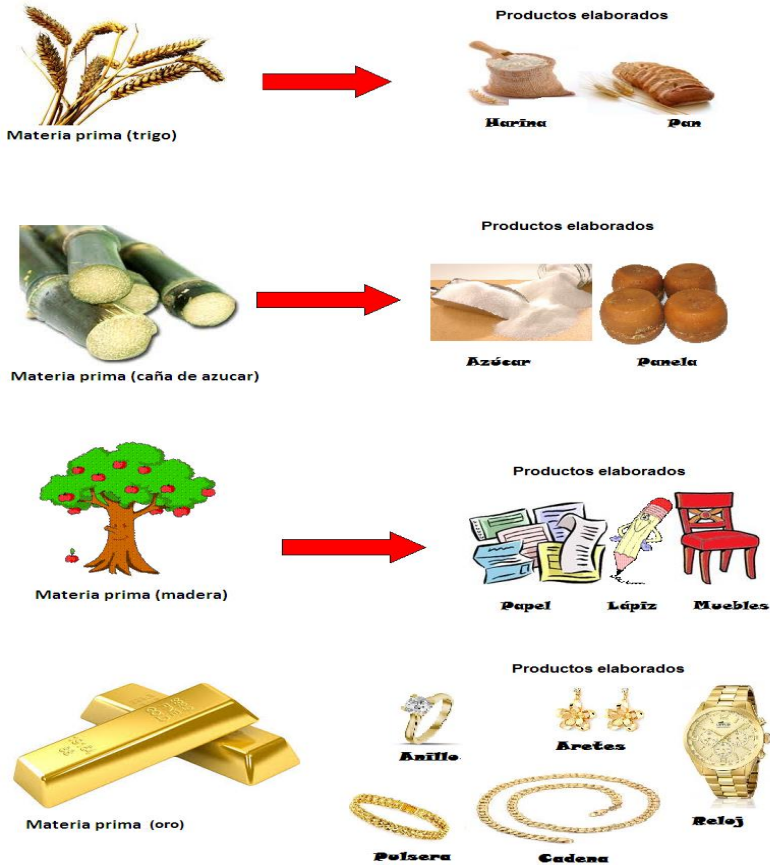 Productos elaborados
Harina Pan
Materia prima (trigo)
Productos elaborados
Azúcar Panela
Materia prima (caña de azucar)
Productos elaborados
Papel Lápiz Muebles
Materia prima (madera)
Productos elaborados
Anillo Aretes
Reloj
Materia prima (oro)
Pulsera Cadena